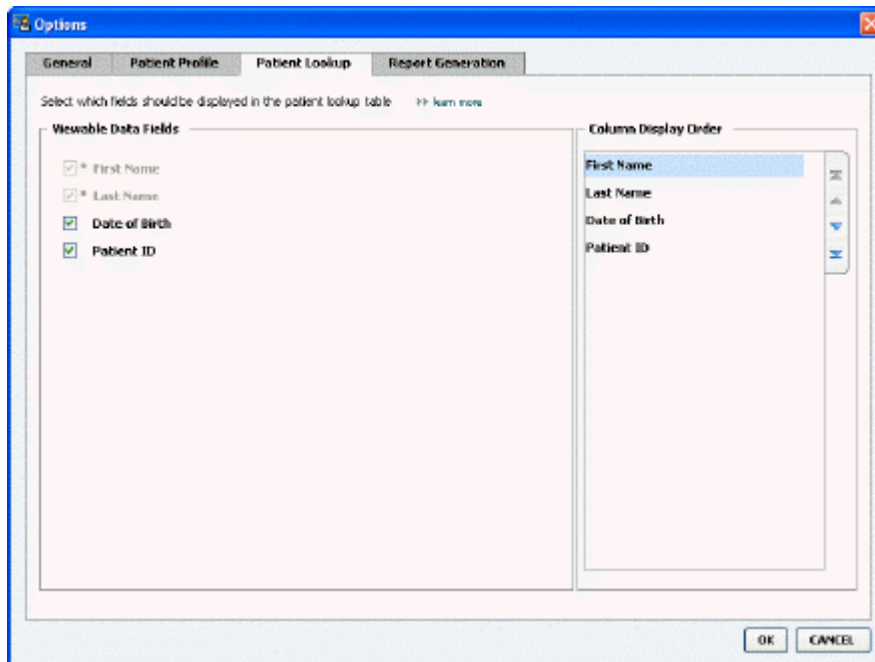 Options
General Patient Profile Patient Lookup Report Generation
Select which fields should be displayed in the patient lookup table >> learn more
Viewable Data Fields
* First Name
* Last Name
Date of Birth
Patient ID
Column Display Order
First Name
Last Name
Date of Birth
Patient ID
OK CANCEL